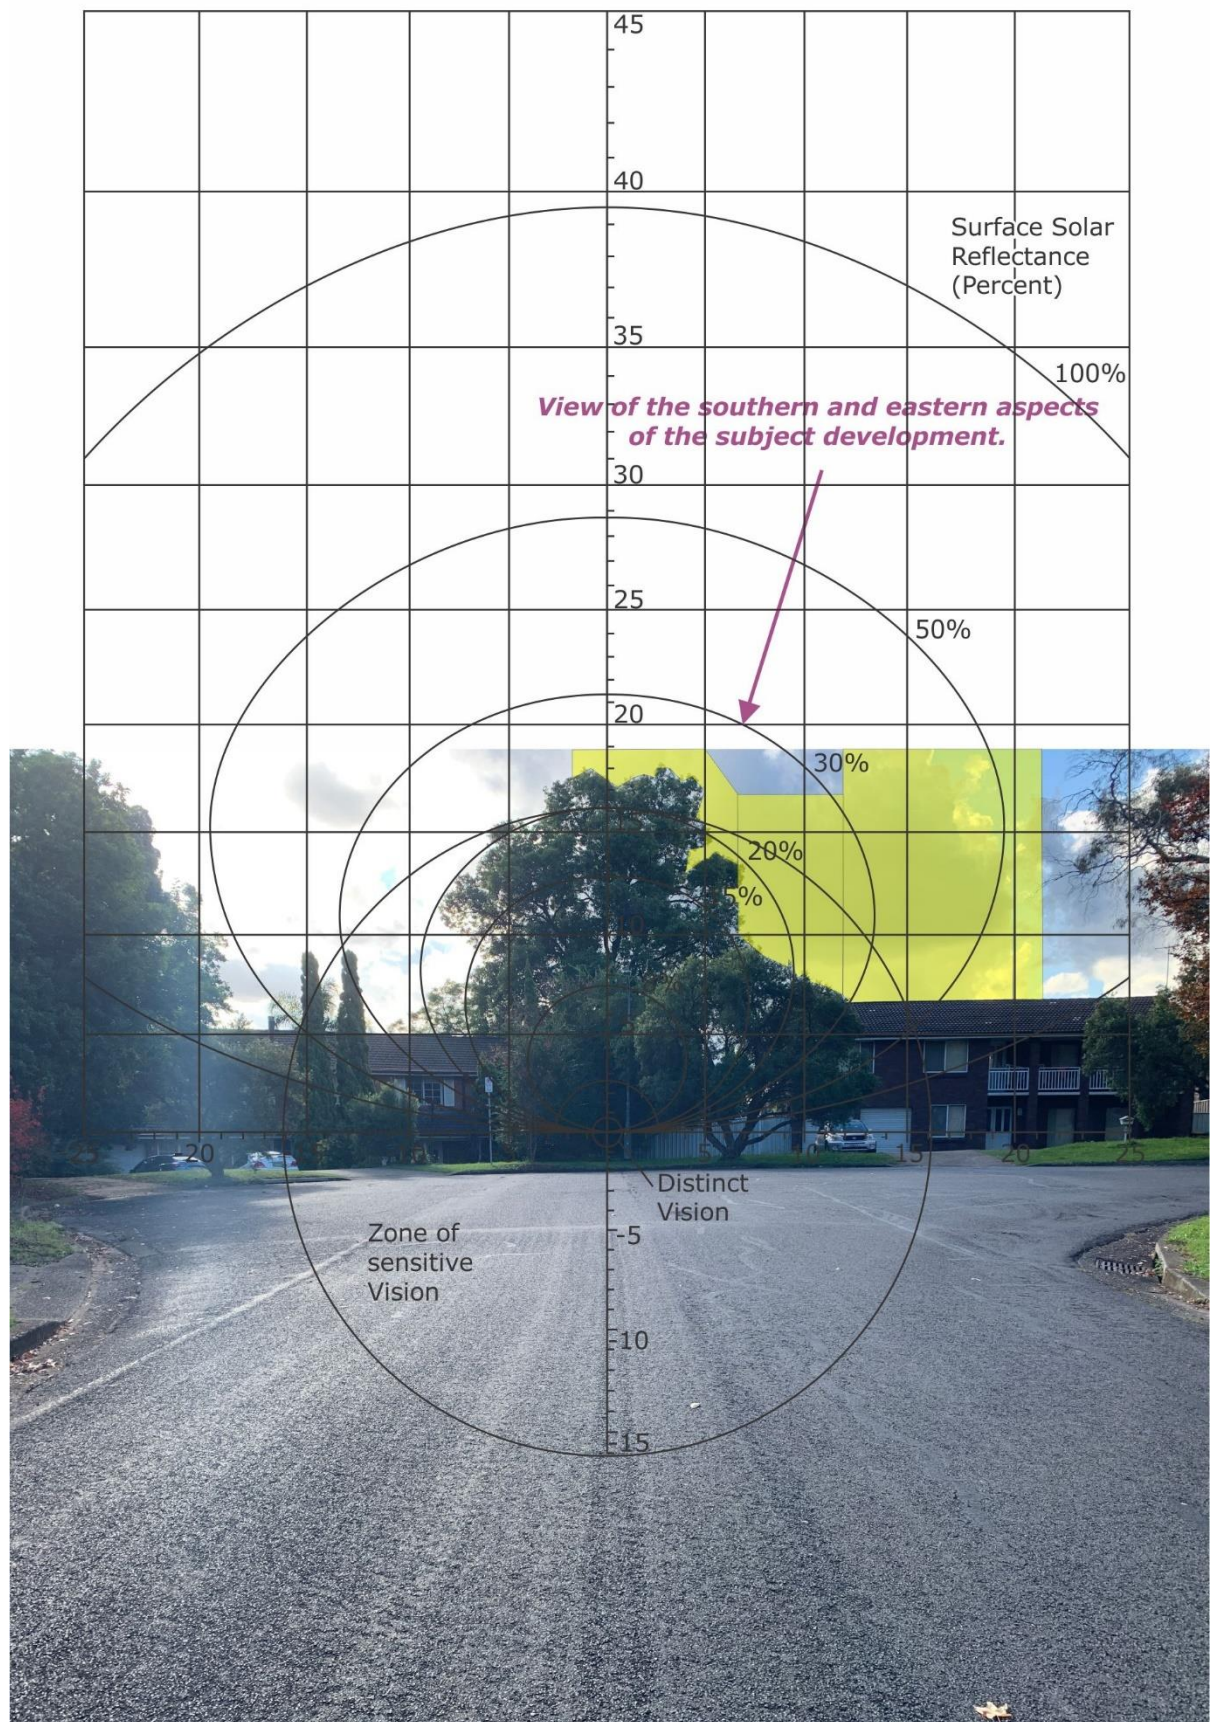 45
40
Surface Solar
Reflectance
(Percent)
35
100%
View of the southern and eastern aspects
of the subject development.
30
25
50%
20
30%
20%
5%
10
25
20
5
10
15
20
25
Distinct
Vision
-5
Zone of
sensitive
Vision
-10
-15